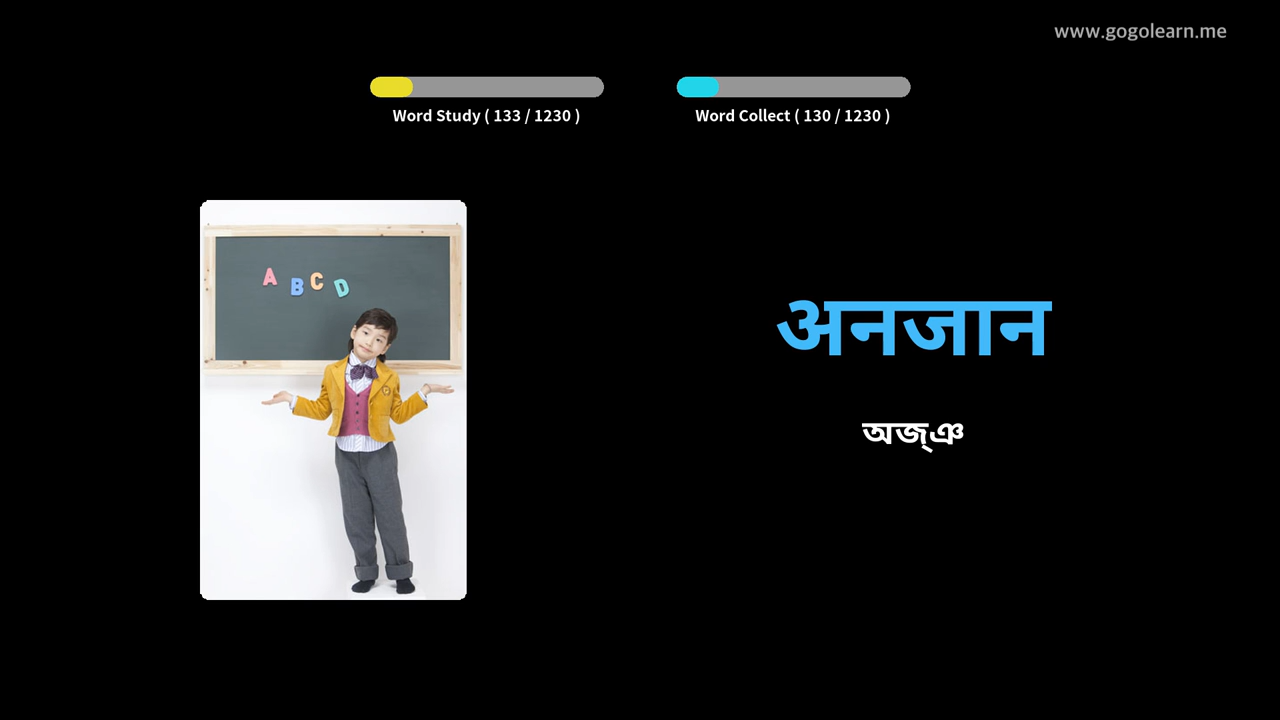 www.gogolearn.me
Word Study ( 133 / 1230 )
Word Collect ( 130 / 1230 )
A B C D
अनजान
অজ্ঞ